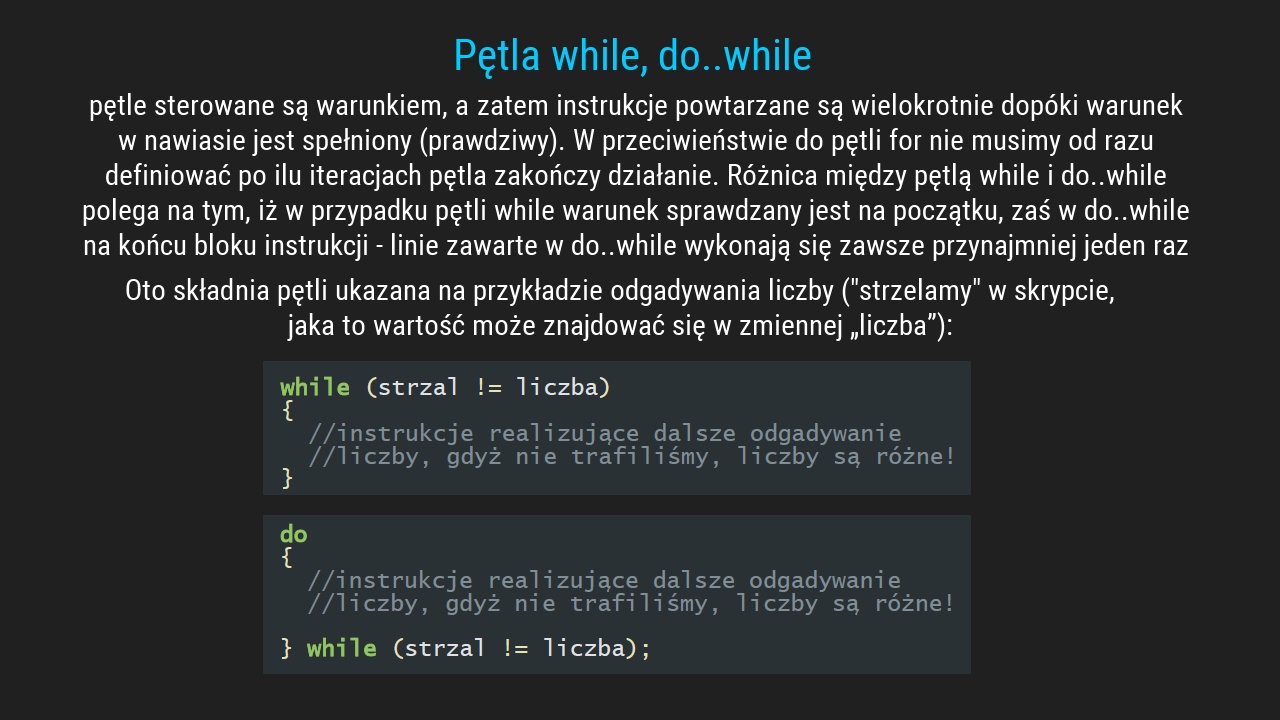 Pętla while, do..while
pętle sterowane są warunkiem, a zatem instrukcje powtarzane są wielokrotnie dopóki warunek
w nawiasie jest spełniony (prawdziwy). W przeciwieństwie do pętli for nie musimy od razu
definiować po ilu iteracjach pętla zakończy działanie. Różnica między pętlą while i do..while
polega na tym, iż w przypadku pętli while warunek sprawdzany jest na początku, zaś w do..while
na końcu bloku instrukcji - linie zawarte w do..while wykonają się zawsze przynajmniej jeden raz
Oto składnia pętli ukazana na przykładzie odgadywania liczby ("strzelamy" w skrypcie,
jaka to wartość może znajdować się w zmiennej „liczba”):
while (strzal != liczba)
{
//instrukcje realizujące dalsze odgadywanie
//liczby, gdyż nie trafiliśmy, liczby są różne!
}
do
{
//instrukcje realizujące dalsze odgadywanie
//liczby, gdyż nie trafiliśmy, liczby są różne!
} while (strzal != liczba);